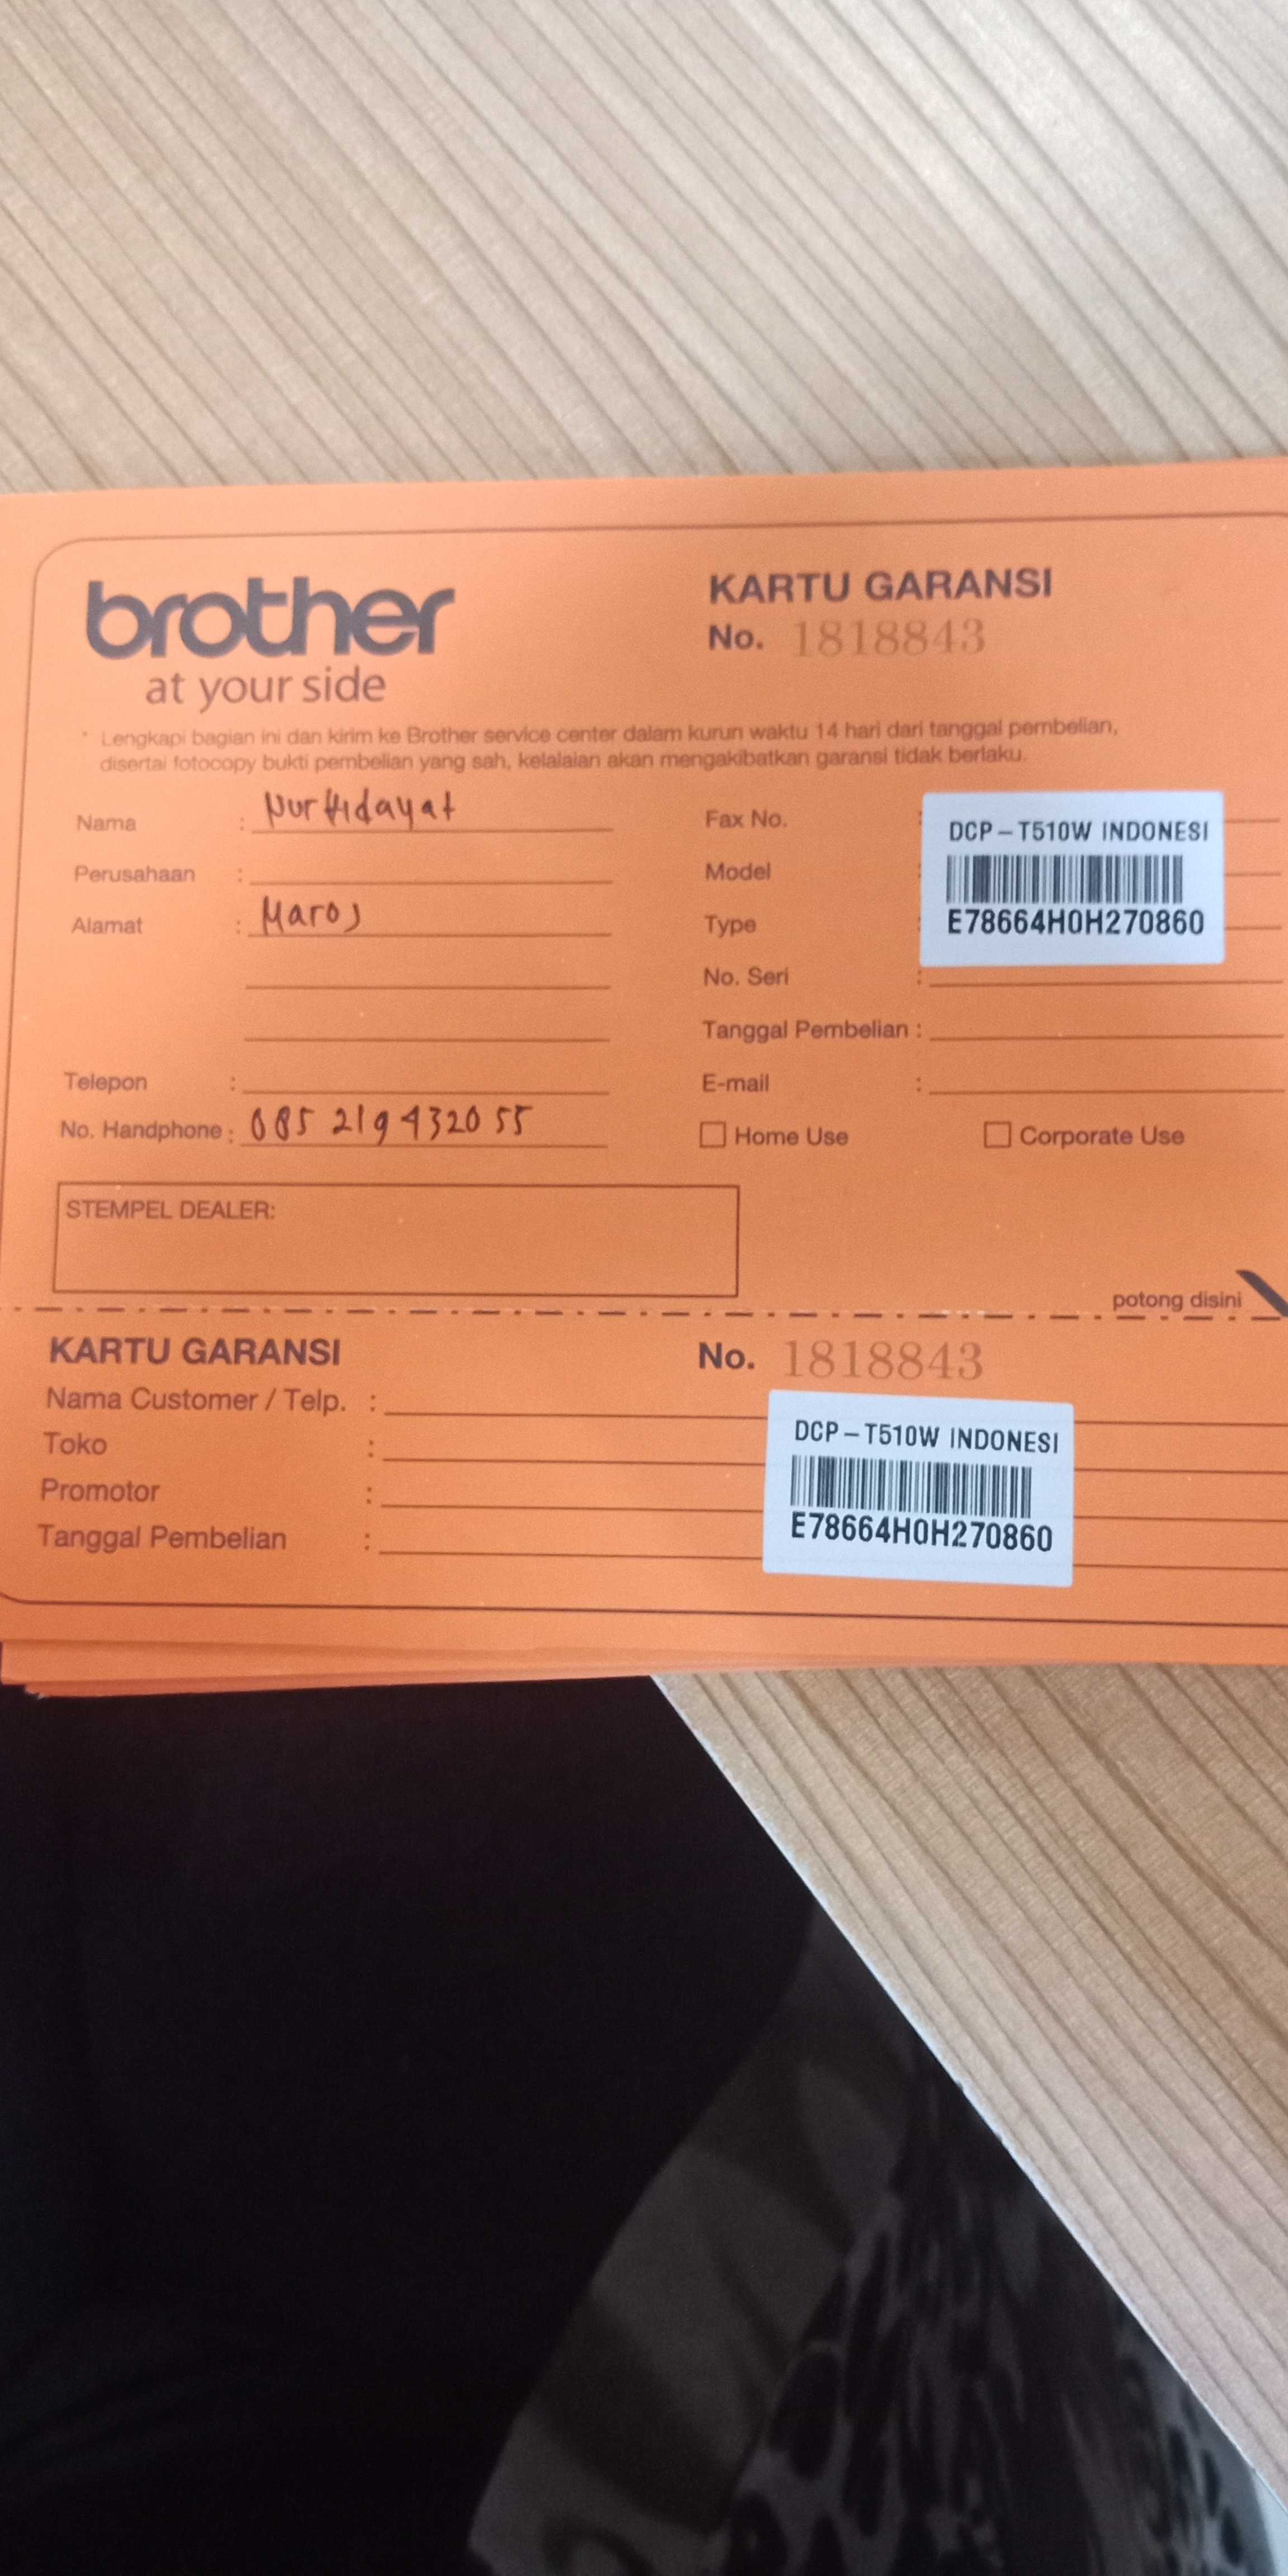 brother
at your side
KARTU GARANSI
No. 1818843
* Lengkapi bagian ini dan kirim ke Brother service center dalam kurun waktu 14 hari dari tanggal pembelian,
disertai fotocopy bukti pembelian yang sah, kelalaian akan mengakibatkan garansi tidak berlaku.
Nama : Nur Hidayat
Perusahaan :
Alamat : Maros
Telepon :
No. Handphone : 085 219 432055
Fax No. :
Model :
Type :
No. Seri :
Tanggal Pembelian :
E-mail :
DCP-T510W INDONESI
E78664H0H270860
Home Use
Corporate Use
STEMPEL DEALER:
potong disini
KARTU GARANSI
No. 1818843
Nama Customer / Telp. :
Toko :
Promotor :
Tanggal Pembelian :
DCP-T510W INDONESI
E78664H0H270860